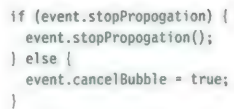 if (event.stopPropogation) {
  event.stopPropogation();
} else {
  event.cancelBubble = true;
}